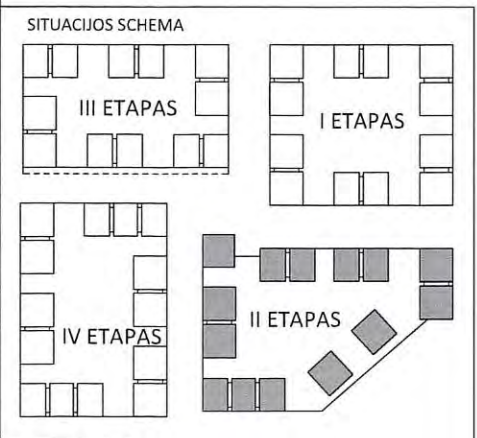 SITUACIJOS SCHEMA
III ETAPAS
I ETAPAS
II ETAPAS
IV ETAPAS